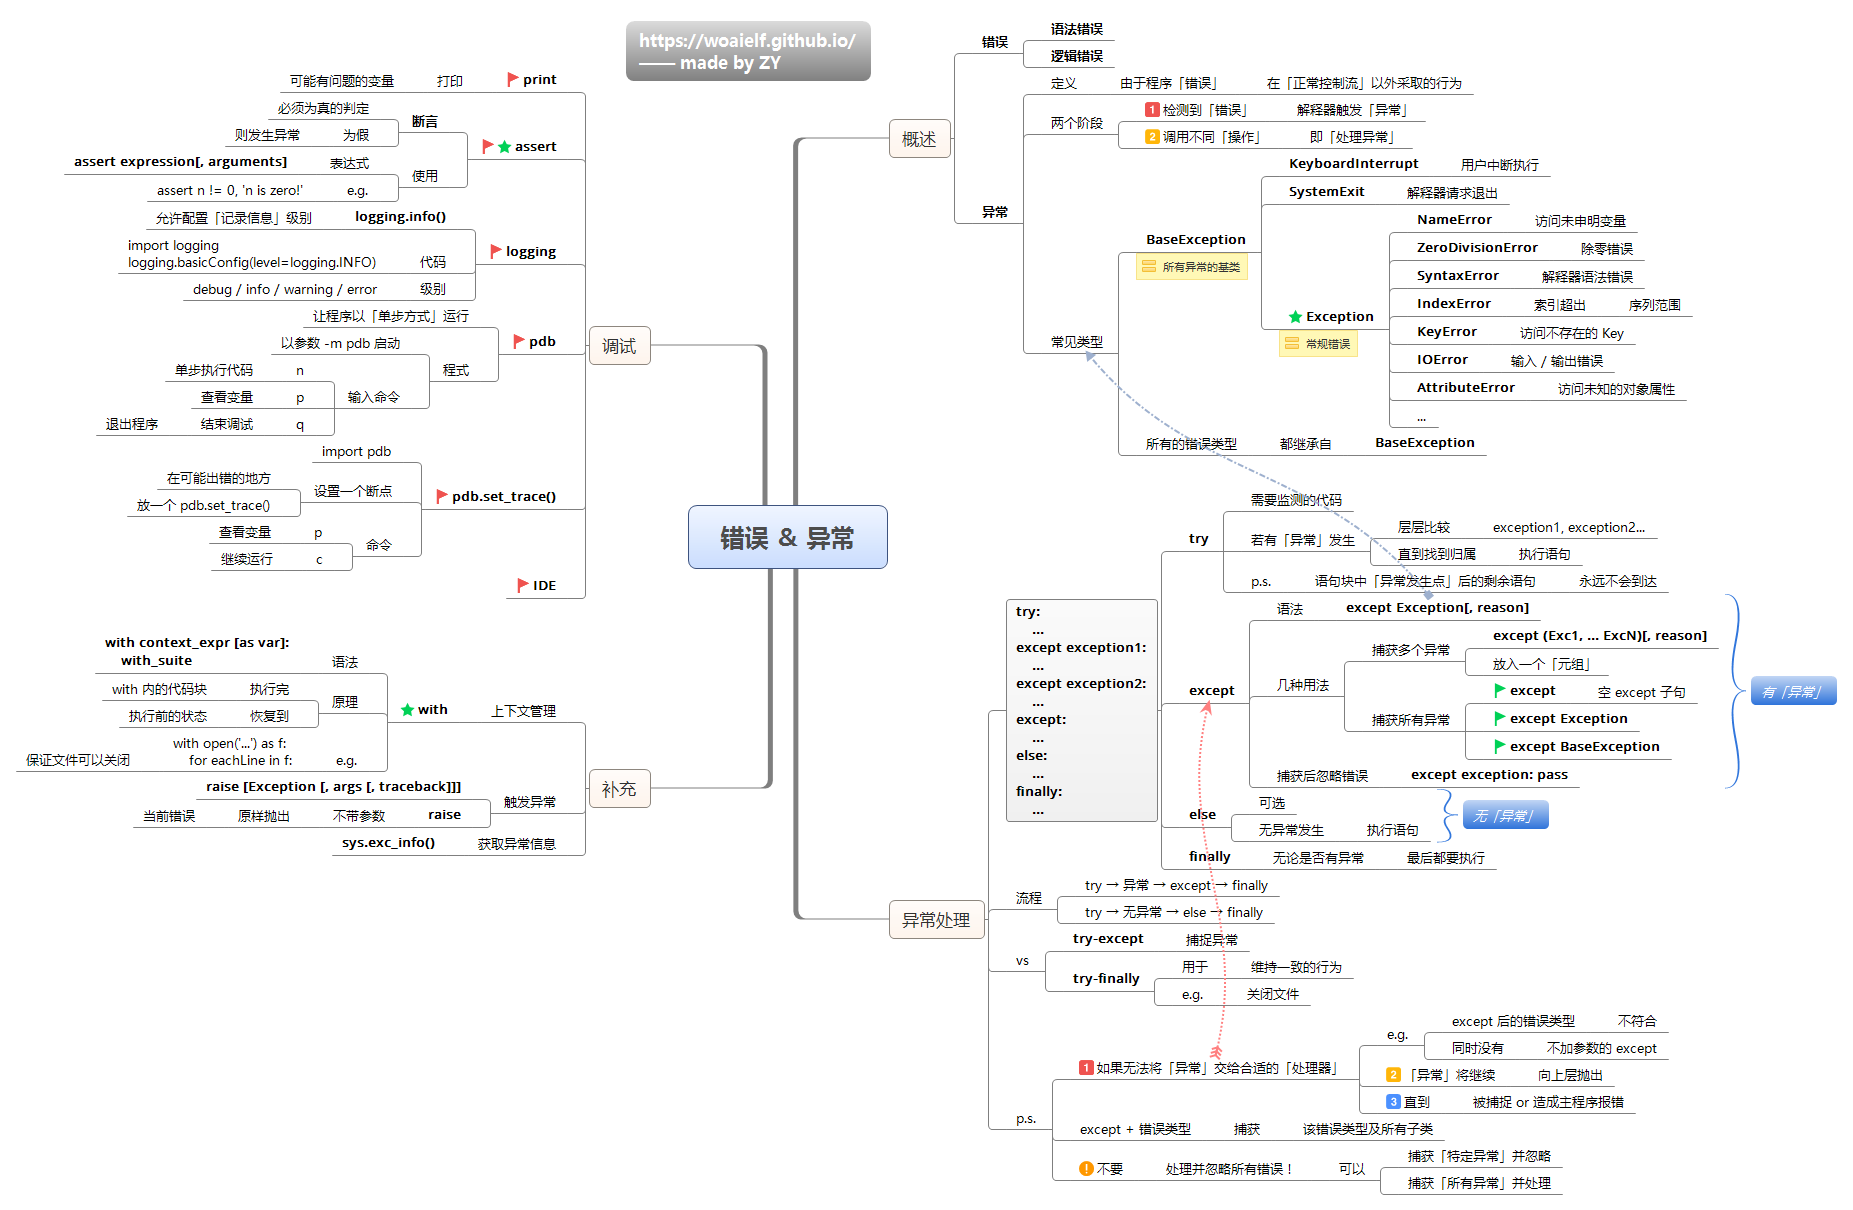 https://woaielf.github.io/
—— made by ZY
错误 & 异常
概述
错误
语法错误
逻辑错误
异常
定义 由于程序「错误」 在「正常控制流」以外采取的行为
两个阶段
1 检测到「错误」 解释器触发「异常」
2 调用不同「操作」 即「处理异常」
常见类型
BaseException
所有异常的基类
KeyboardInterrupt 用户中断执行
SystemExit 解释器请求退出
Exception
常规错误
NameError 访问未申明变量
ZeroDivisionError 除零错误
SyntaxError 解释器语法错误
IndexError 索引超出 序列范围
KeyError 访问不存在的 Key
IOError 输入 / 输出错误
AttributeError 访问未知的对象属性
...
所有的错误类型 都继承自 BaseException
异常处理
try:
...
except exception1:
...
except exception2:
...
except:
...
else:
...
finally:
...
try
需要监测的代码
若有「异常」发生
层层比较 exception1, exception2...
直到找到归属 执行语句
p.s. 语句块中「异常发生点」后的剩余语句 永远不会到达
except
语法 except Exception[, reason]
几种用法
捕获多个异常
except (Exc1, ... ExcN)[, reason]
放入一个「元组」
捕获所有异常
except 空 except 子句
except Exception
except BaseException
捕获后忽略错误 except exception: pass
有「异常」
else
可选
无异常发生 执行语句
无「异常」
finally 无论是否有异常 最后都要执行
流程
try → 异常 → except → finally
try → 无异常 → else → finally
vs
try-except 捕捉异常
try-finally
用于 维持一致的行为
e.g. 关闭文件
p.s.
1 如果无法将「异常」交给合适的「处理器」
e.g.
except 后的错误类型 不符合
同时没有 不加参数的 except
2 「异常」将继续 向上层抛出
3 直到 被捕捉 or 造成主程序报错
except + 错误类型 捕获 该错误类型及所有子类
! 不要 处理并忽略所有错误！ 可以
捕获「特定异常」并忽略
捕获「所有异常」并处理
调试
print 打印 可能有问题的变量
assert
断言
必须为真的判定
为假 则发生异常
使用
表达式 assert expression[, arguments]
e.g. assert n != 0, 'n is zero!'
logging
logging.info() 允许配置「记录信息」级别
代码
import logging
logging.basicConfig(level=logging.INFO)
级别 debug / info / warning / error
pdb
让程序以「单步方式」运行
程式
以参数 -m pdb 启动
输入命令
n 单步执行代码
p 查看变量
q 结束调试 退出程序
pdb.set_trace()
import pdb
设置一个断点
在可能出错的地方
放一个 pdb.set_trace()
命令
p 查看变量
c 继续运行
IDE
补充
上下文管理
with
语法
with context_expr [as var]:
with_suite
原理
执行完 with 内的代码块
恢复到 执行前的状态
e.g.
with open('...') as f:
for eachLine in f:
保证文件可以关闭
触发异常
raise [Exception [, args [, traceback]]]
raise 不带参数 原样抛出 当前错误
获取异常信息 sys.exc_info()